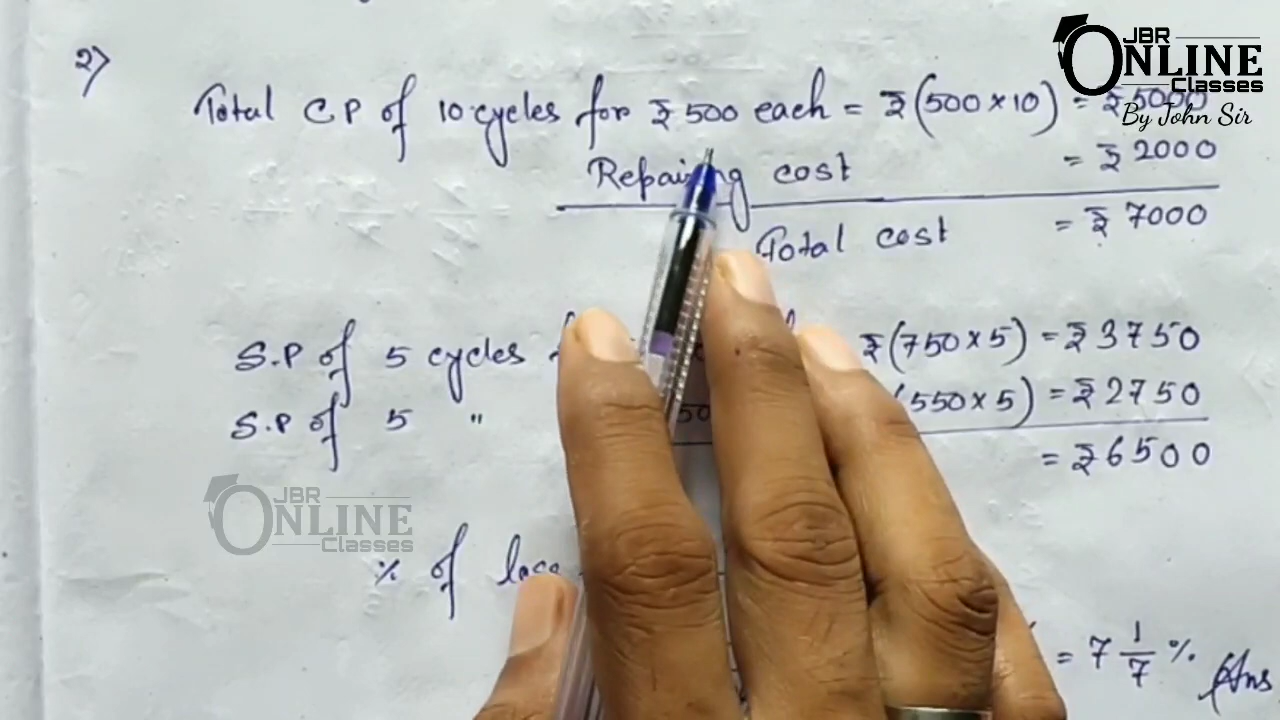 JBR
ONLINE
Classes
By John Sir
2)
Total C.P of 10 cycles for ₹500 each = ₹(500×10) = ₹5000
Repairing cost = ₹2000
Total cost = ₹7000
S.P of 5 cycles ₹(750×5) = ₹3750
S.P of 5 " 50 (550×5) = ₹2750
= ₹6500
JBR
ONLINE
Classes
% of loss
= 7 1/7 % Ans